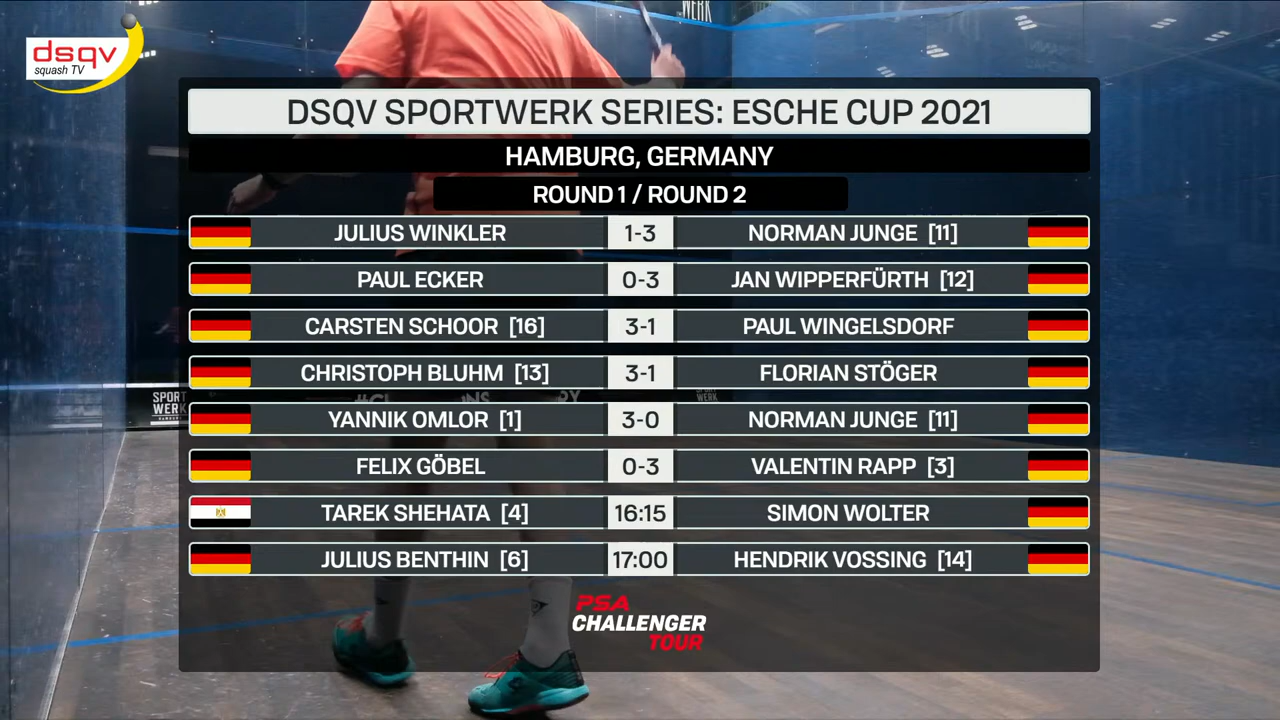 dsqv
squash TV
WERK
DSQV SPORTWERK SERIES: ESCHE CUP 2021
HAMBURG, GERMANY
ROUND 1 / ROUND 2
JULIUS WINKLER 1-3 NORMAN JUNGE [11]
PAUL ECKER 0-3 JAN WIPPERFÜRTH [12]
CARSTEN SCHOOR [16] 3-1 PAUL WINGELSDORF
CHRISTOPH BLUHM [13] 3-1 FLORIAN STÖGER
SPORT
WERK
YANNIK OMLOR [1] 3-0 NORMAN JUNGE [11]
FELIX GÖBEL 0-3 VALENTIN RAPP [3]
TAREK SHEHATA [4] 16:15 SIMON WOLTER
JULIUS BENTHIN [6] 17:00 HENDRIK VOSSING [14]
PSA
CHALLENGER
TOUR